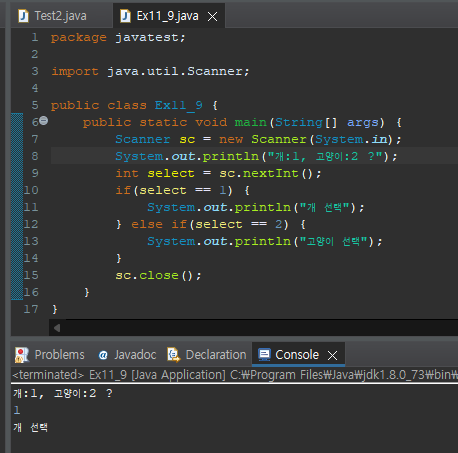 Test2.java Ex11_9.java
1 package javatest;
2
3 import java.util.Scanner;
4
5 public class Ex11_9 {
6 public static void main(String[] args) {
7 Scanner sc = new Scanner(System.in);
8 System.out.println("개:1, 고양이:2 ?");
9 int select = sc.nextInt();
10 if(select == 1) {
11 System.out.println("개 선택");
12 } else if(select == 2) {
13 System.out.println("고양이 선택");
14 }
15 sc.close();
16 }
17 }
Problems @ Javadoc Declaration Console
<terminated> Ex11_9 [Java Application] C:₩Program Files₩Java₩jdk1.8.0_73₩bin₩
개:1, 고양이:2 ?
1
개 선택